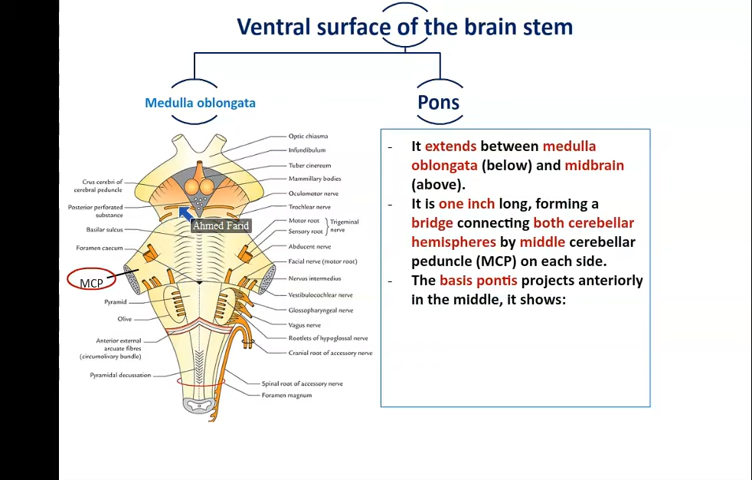 Ventral surface of the brain stem
Medulla oblongata
Pons
Optic chiasma
Infundibulum
Tuber cinereum
Mammillary bodies
Oculomotor nerve
Trochlear nerve
Motor root
Sensory root
Trigeminal
nerve
Abducent nerve
Facial nerve (motor root)
Nervus intermedius
Vestibulocochlear nerve
Glossopharyngeal nerve
Vagus nerve
Rootlets of hypoglossal nerve
Cranial root of accessory nerve
Spinal root of accessory nerve
Foramen magnum
Crus cerebri of
cerebral peduncle
Posterior perforated
substance
Basilar sulcus
Foramen caecum
MCP
Pyramid
Olive
Anterior external
arcuate fibres
(circumolivary bundle)
Pyramidal decussation
Ahmed Farid
- It extends between medulla
oblongata (below) and midbrain
(above).
- It is one inch long, forming a
bridge connecting both cerebellar
hemispheres by middle cerebellar
peduncle (MCP) on each side.
- The basis pontis projects anteriorly
in the middle, it shows: